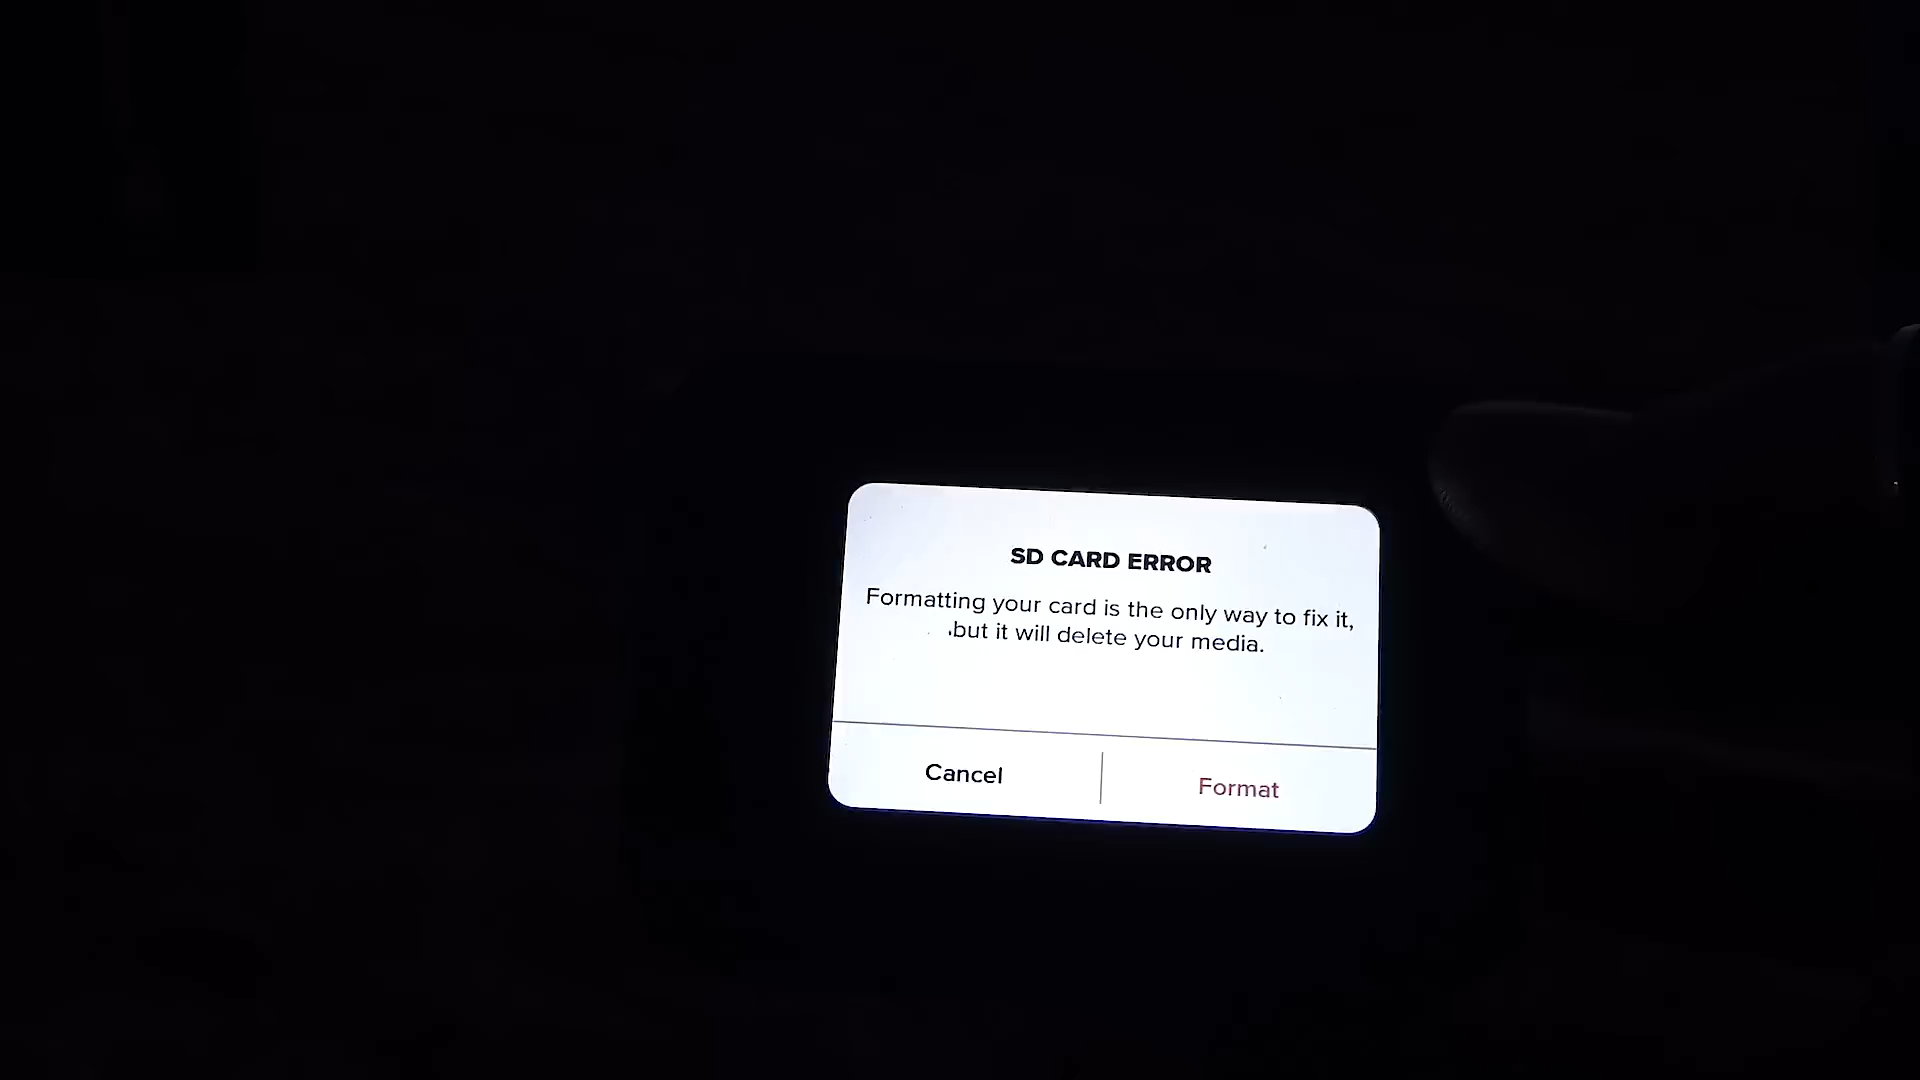 SD CARD ERROR
Formatting your card is the only way to fix it,
but it will delete your media.
Cancel
Format